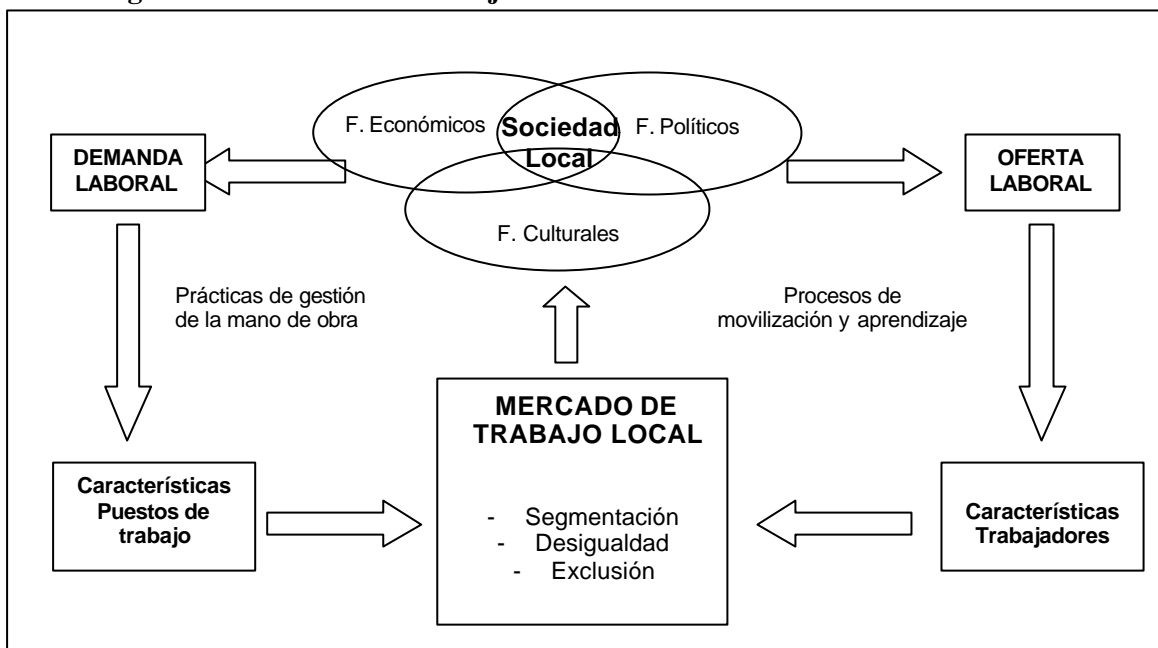 F. Económicos
Sociedad
Local
F. Políticos
F. Culturales
DEMANDA
LABORAL
OFERTA
LABORAL
Prácticas de gestión
de la mano de obra
Procesos de
movilización y aprendizaje
MERCADO DE
TRABAJO LOCAL
- Segmentación
- Desigualdad
- Exclusión
Características
Puestos de
trabajo
Características
Trabajadores